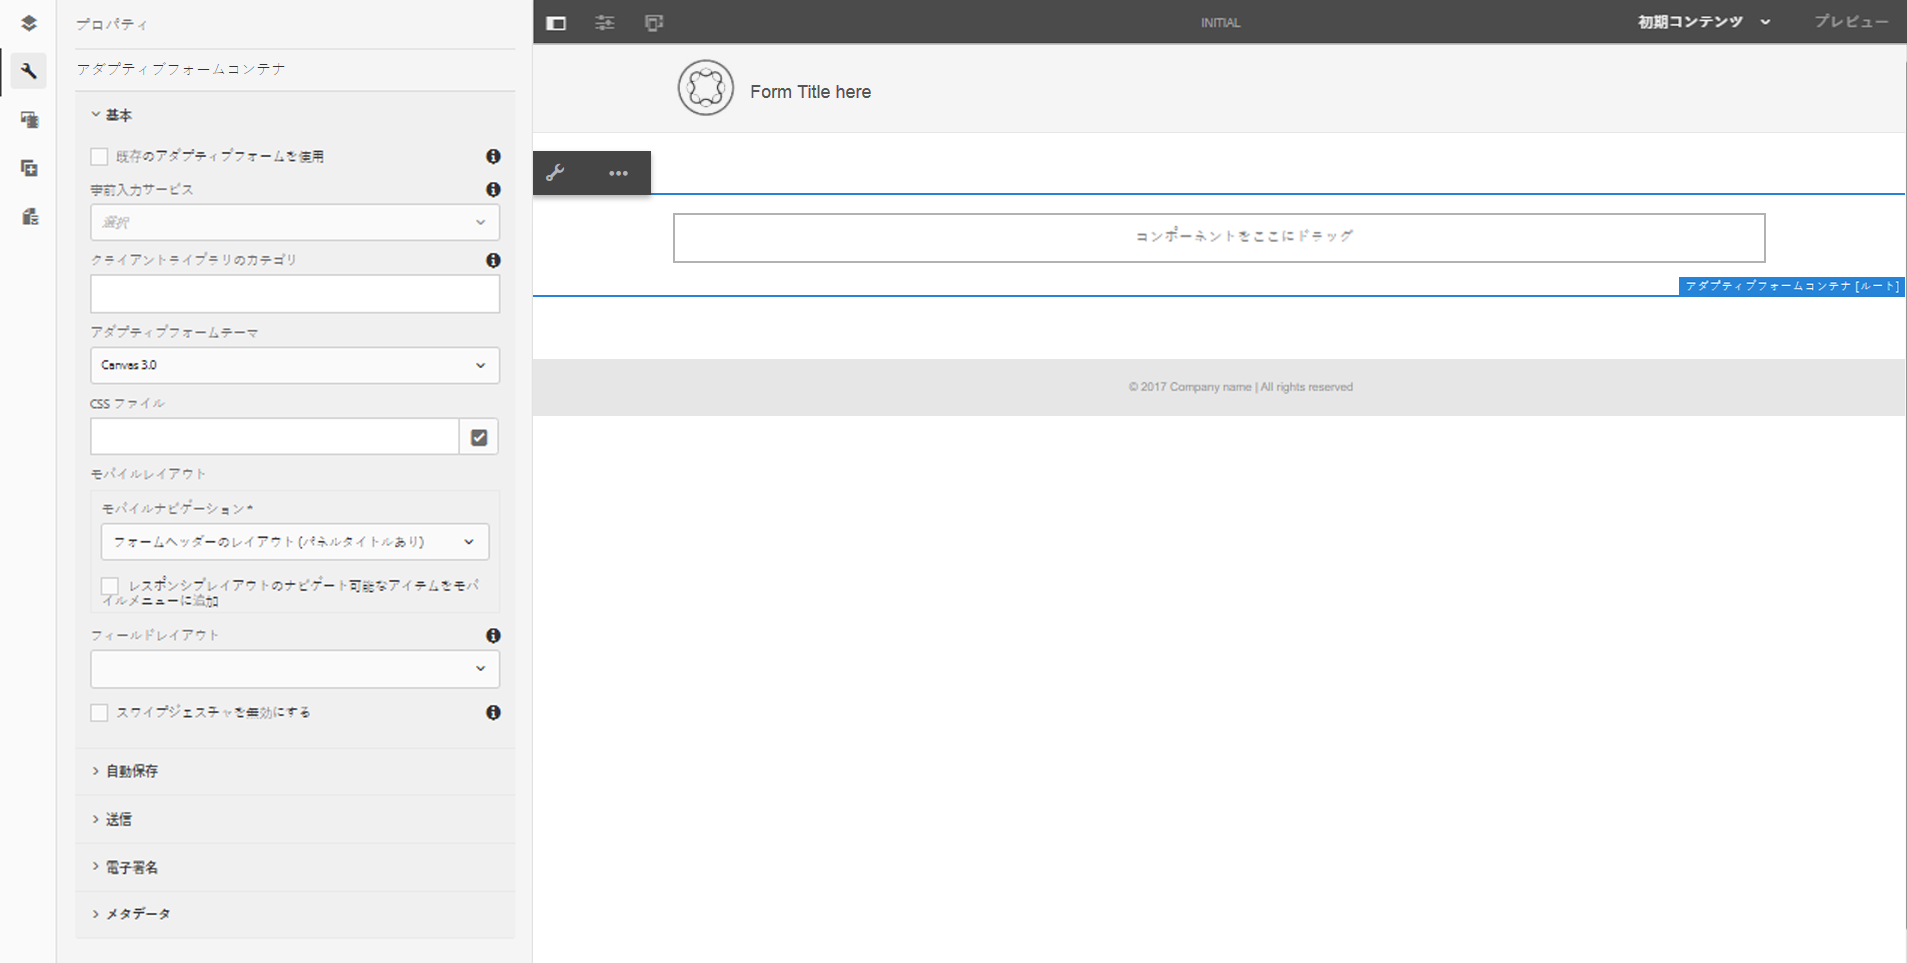 プロパティ
アダプティブフォームコンテナ
基本
既存のアダプティブフォームを使用
事前入力サービス
選択
クライアントライブラリのカテゴリ
アダプティブフォームテーマ
Canvas 3.0
CSS ファイル
モバイルレイアウト
モバイルナビゲーション *
フォームヘッダーのレイアウト (パネルタイトルあり)
レスポンシブレイアウトのナビゲート可能なアイテムをモバ
イルメニューに追加
フィールドレイアウト
スワイプジェスチャを無効にする
自動保存
送信
電子署名
メタデータ
INITIAL
初期コンテンツ
プレビュー
Form Title here
コンポーネントをここにドラッグ
アダプティブフォームコンテナ [ルート]
© 2017 Company name | All rights reserved